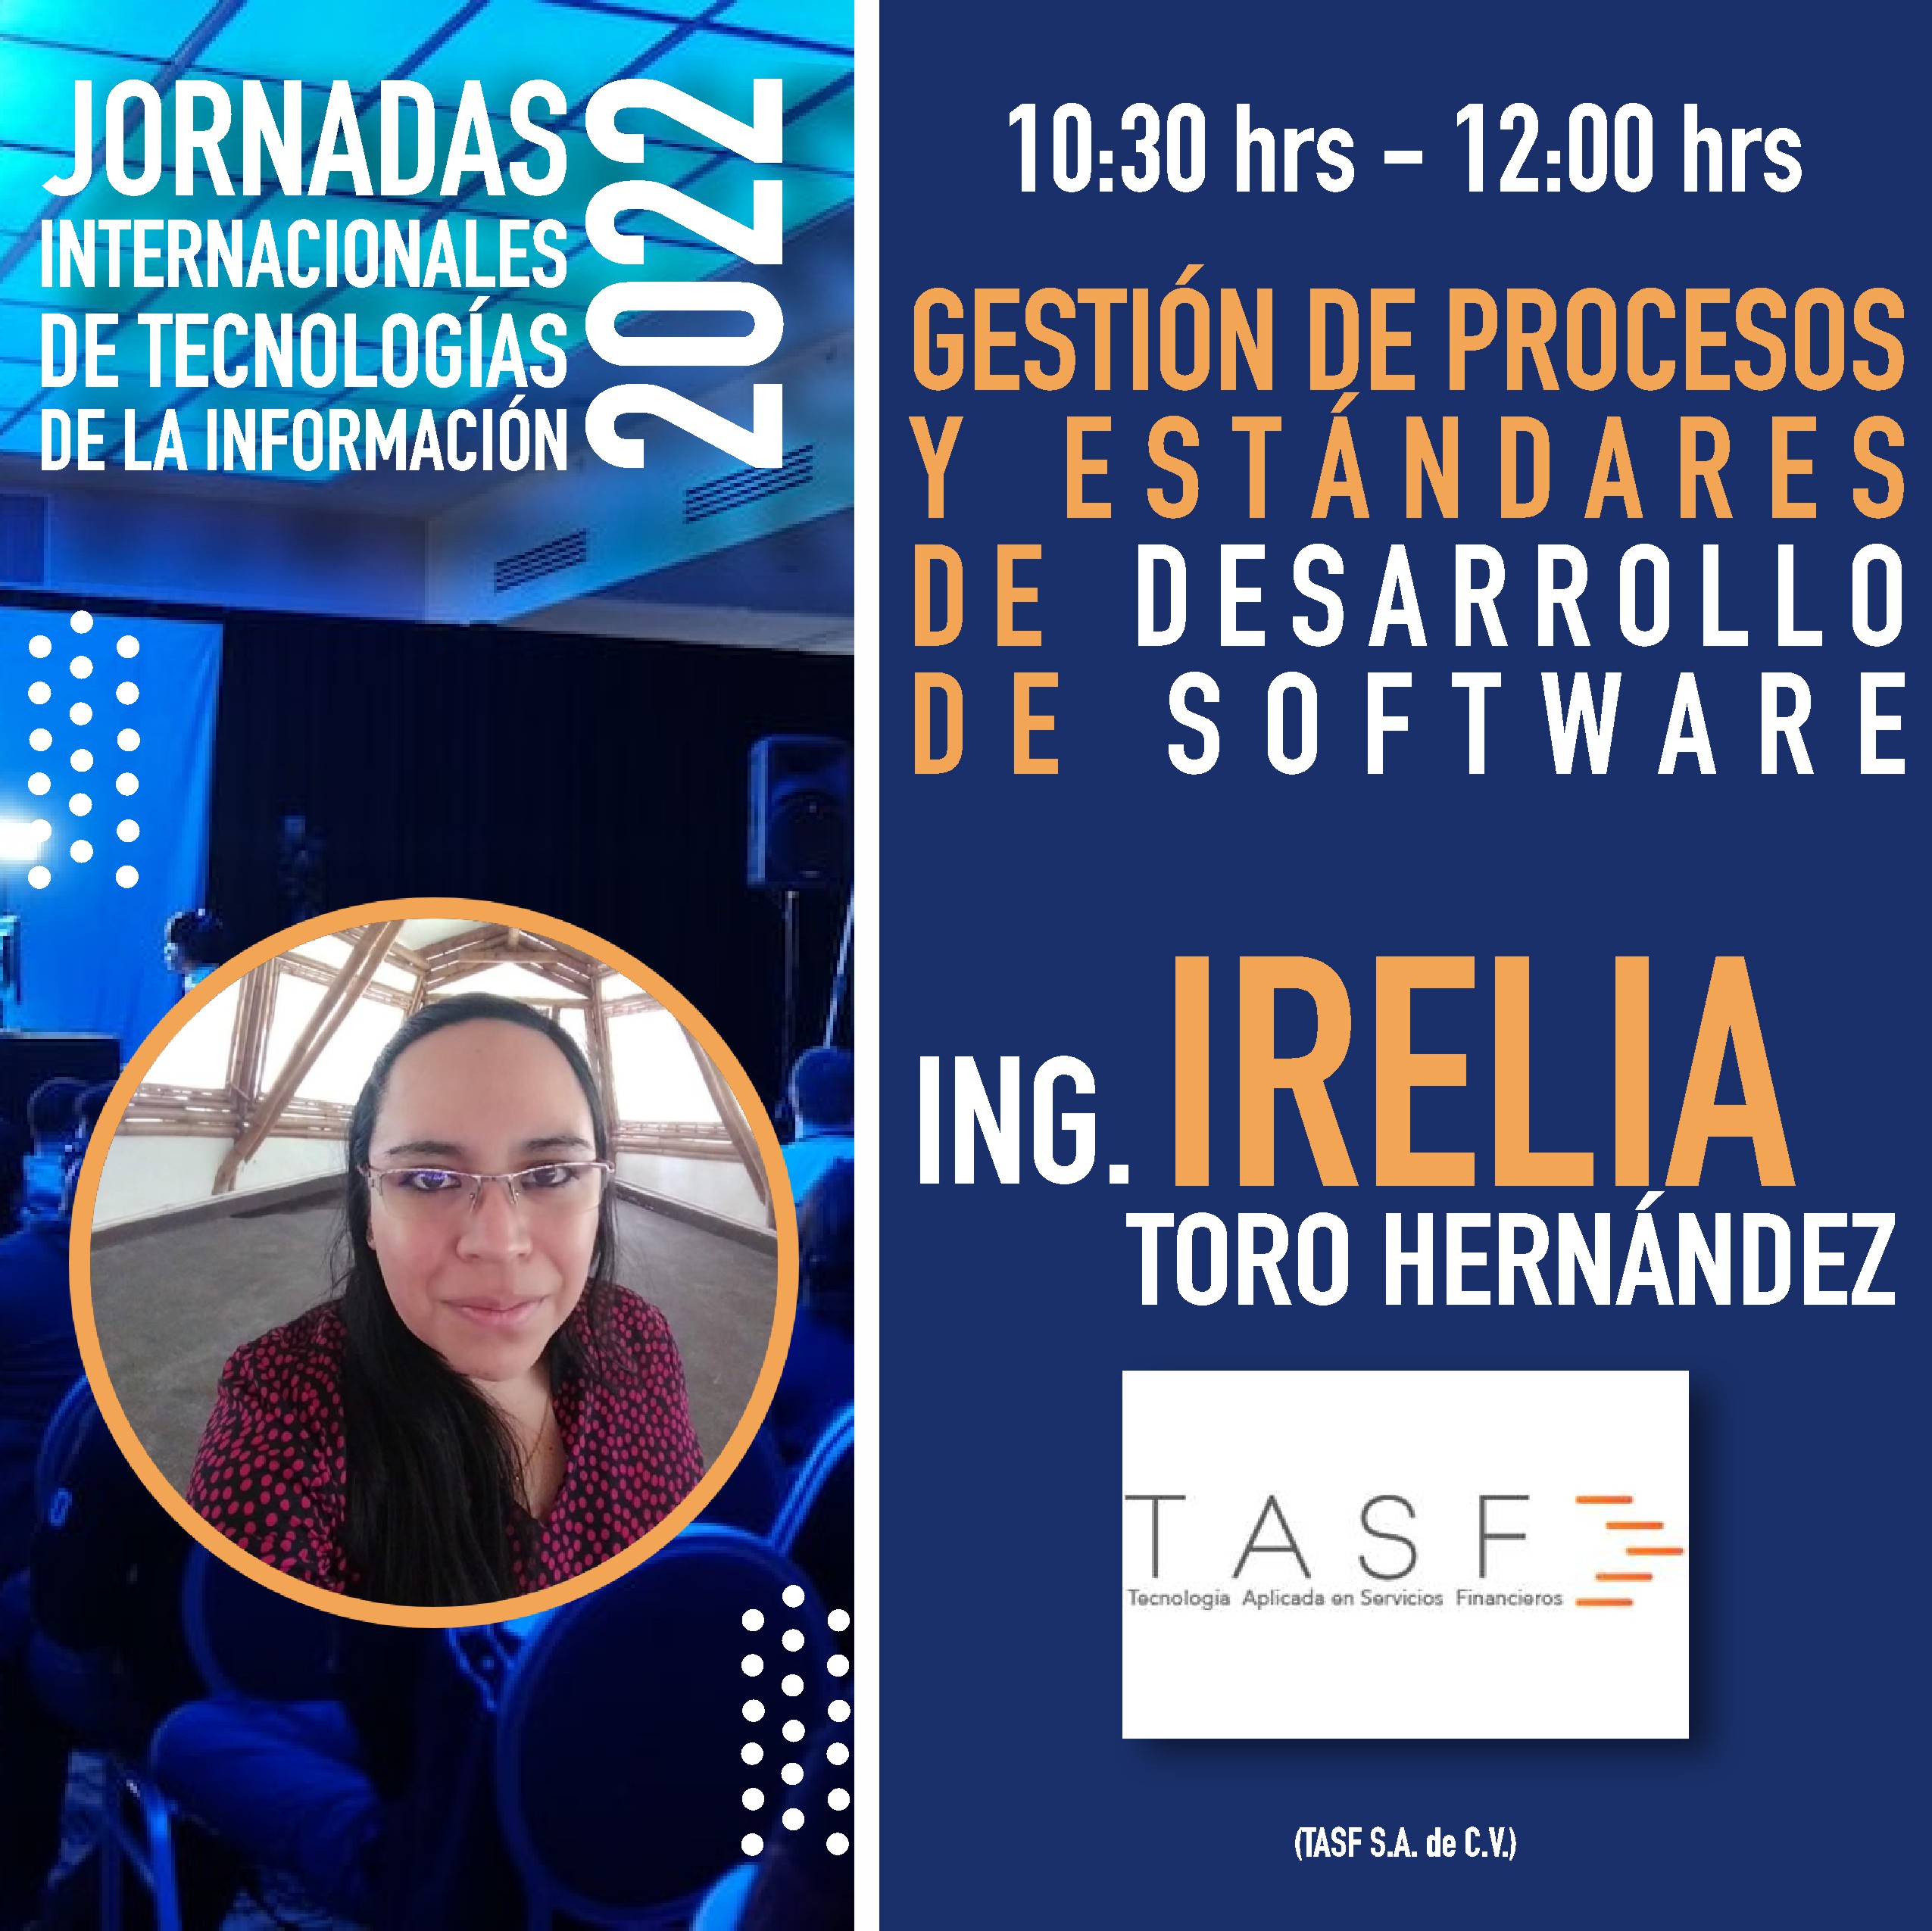 JORNADAS
INTERNACIONALES
DE TECNOLOGÍAS
DE LA INFORMACIÓN
2022
10:30 hrs – 12:00 hrs
GESTIÓN DE PROCESOS
Y ESTÁNDARES
DE DESARROLLO
DE SOFTWARE
ING. IRELIA
TORO HERNÁNDEZ
TASF
Tecnología Aplicada en Servicios Financieros
(TASF S.A. de C.V.)